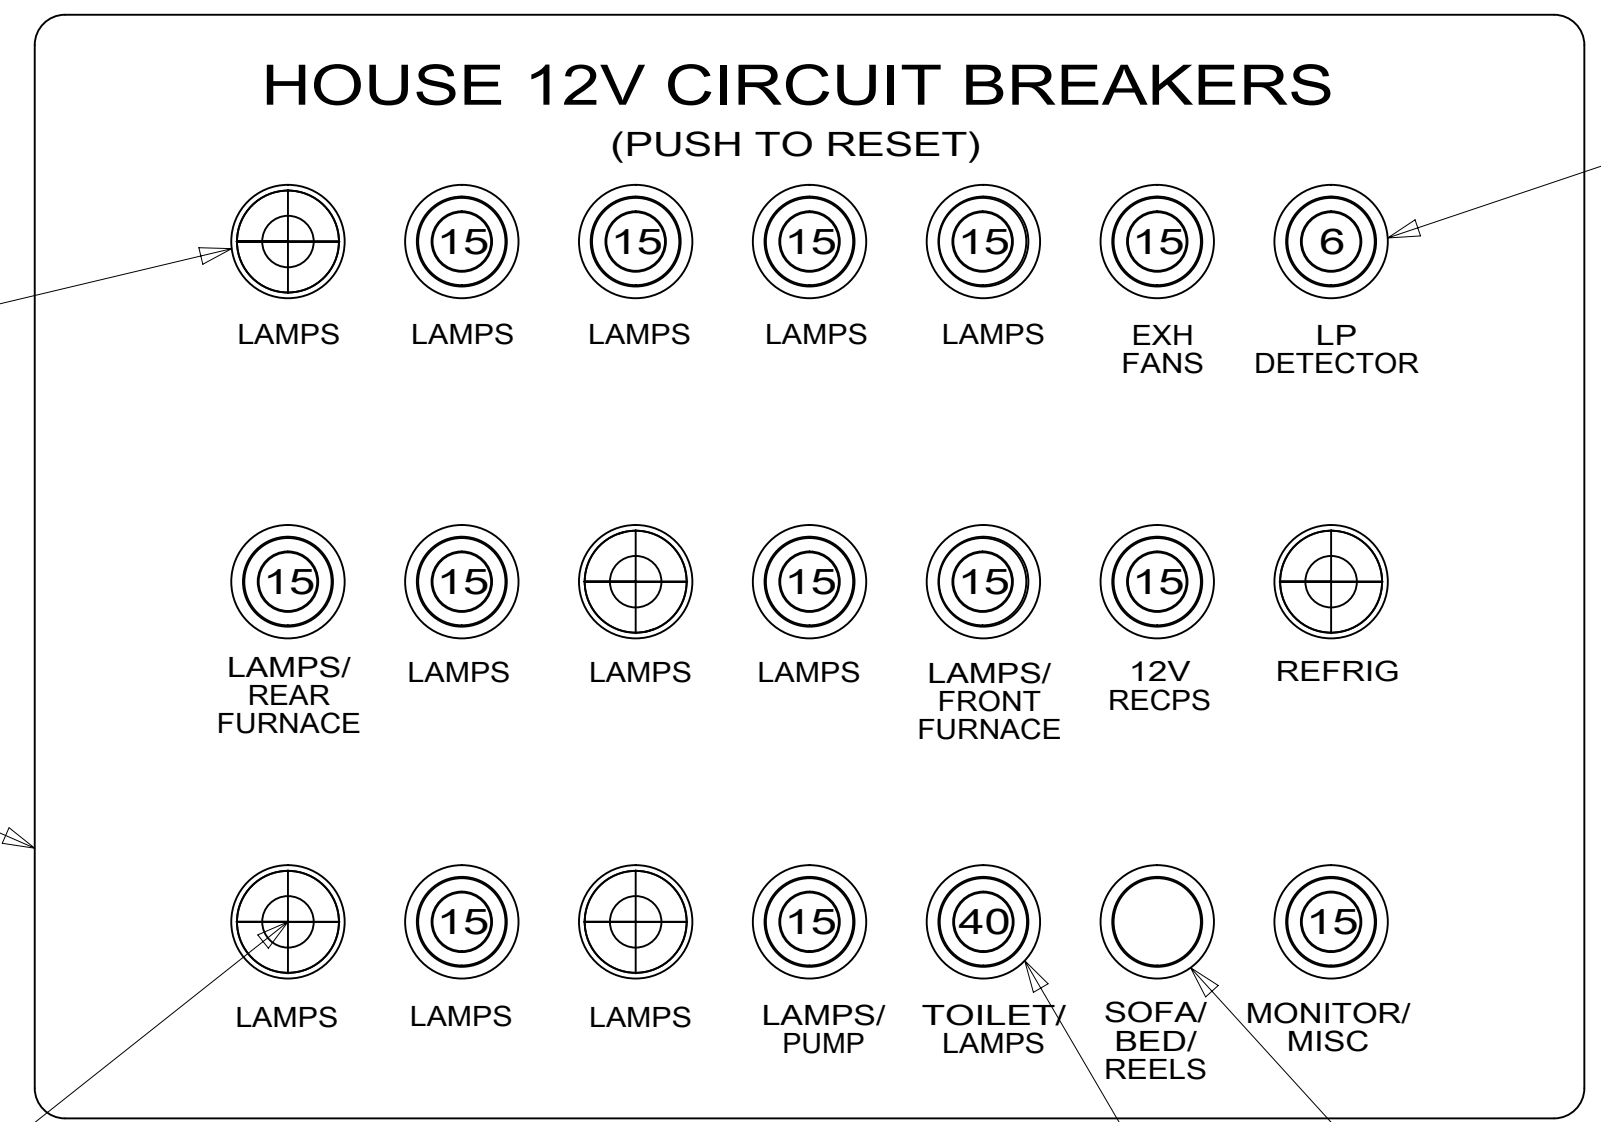 HOUSE 12V CIRCUIT BREAKERS
(PUSH TO RESET)
15 15 15 15 15 6
LAMPS LAMPS LAMPS LAMPS LAMPS EXH LP
FANS DETECTOR
15 15 15 15 15
LAMPS/ LAMPS LAMPS LAMPS LAMPS/ 12V REFRIG
REAR FRONT RECPS
FURNACE FURNACE
15 15 40 15
LAMPS LAMPS LAMPS LAMPS/ TOILET/ SOFA/ MONITOR/
PUMP LAMPS BED/ MISC
REELS